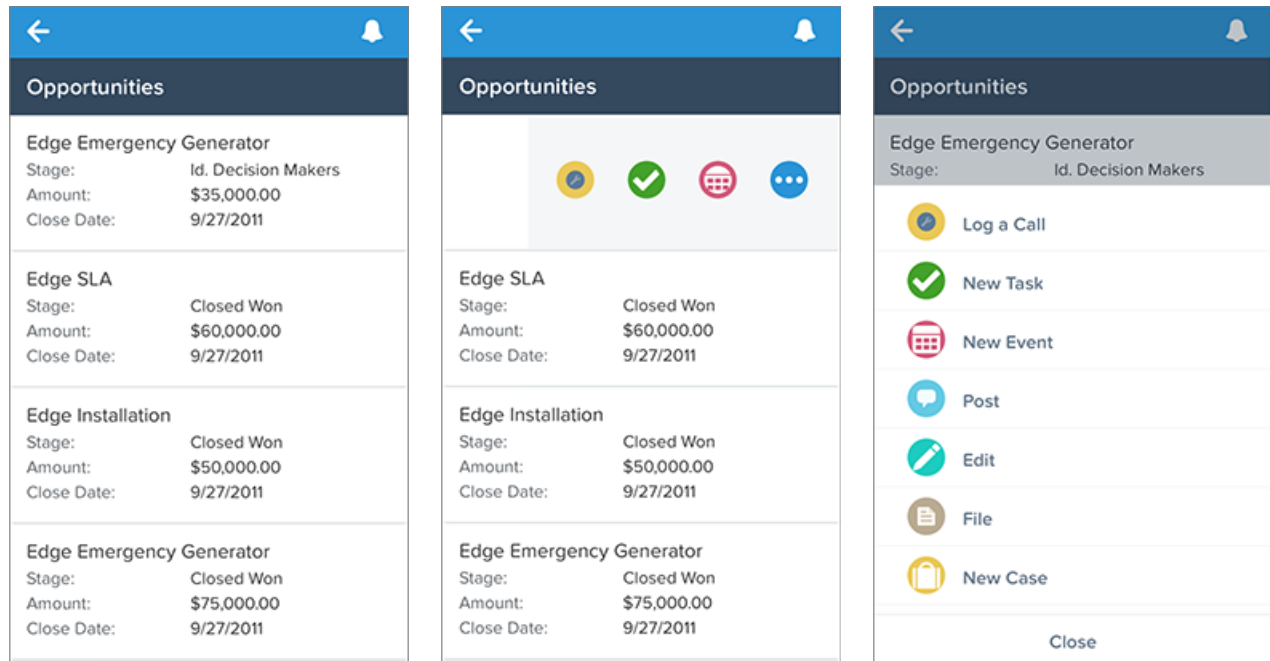 Opportunities
Edge Emergency Generator
Stage: Id. Decision Makers
Amount: $35,000.00
Close Date: 9/27/2011
Edge SLA
Stage: Closed Won
Amount: $60,000.00
Close Date: 9/27/2011
Edge Installation
Stage: Closed Won
Amount: $50,000.00
Close Date: 9/27/2011
Edge Emergency Generator
Stage: Closed Won
Amount: $75,000.00
Close Date: 9/27/2011
Opportunities
Edge SLA
Stage: Closed Won
Amount: $60,000.00
Close Date: 9/27/2011
Edge Installation
Stage: Closed Won
Amount: $50,000.00
Close Date: 9/27/2011
Edge Emergency Generator
Stage: Closed Won
Amount: $75,000.00
Close Date: 9/27/2011
Opportunities
Edge Emergency Generator
Stage: Id. Decision Makers
Log a Call
New Task
New Event
Post
Edit
File
New Case
Close